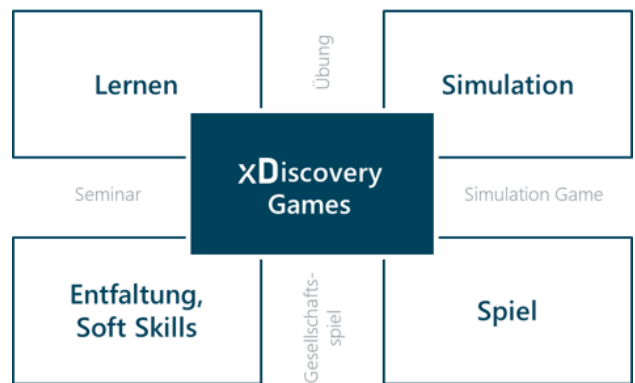 Lernen
Übung
Simulation
xDiscovery
Games
Seminar
Simulation Game
Entfaltung,
Soft Skills
Gesellschafts-
spiel
Spiel